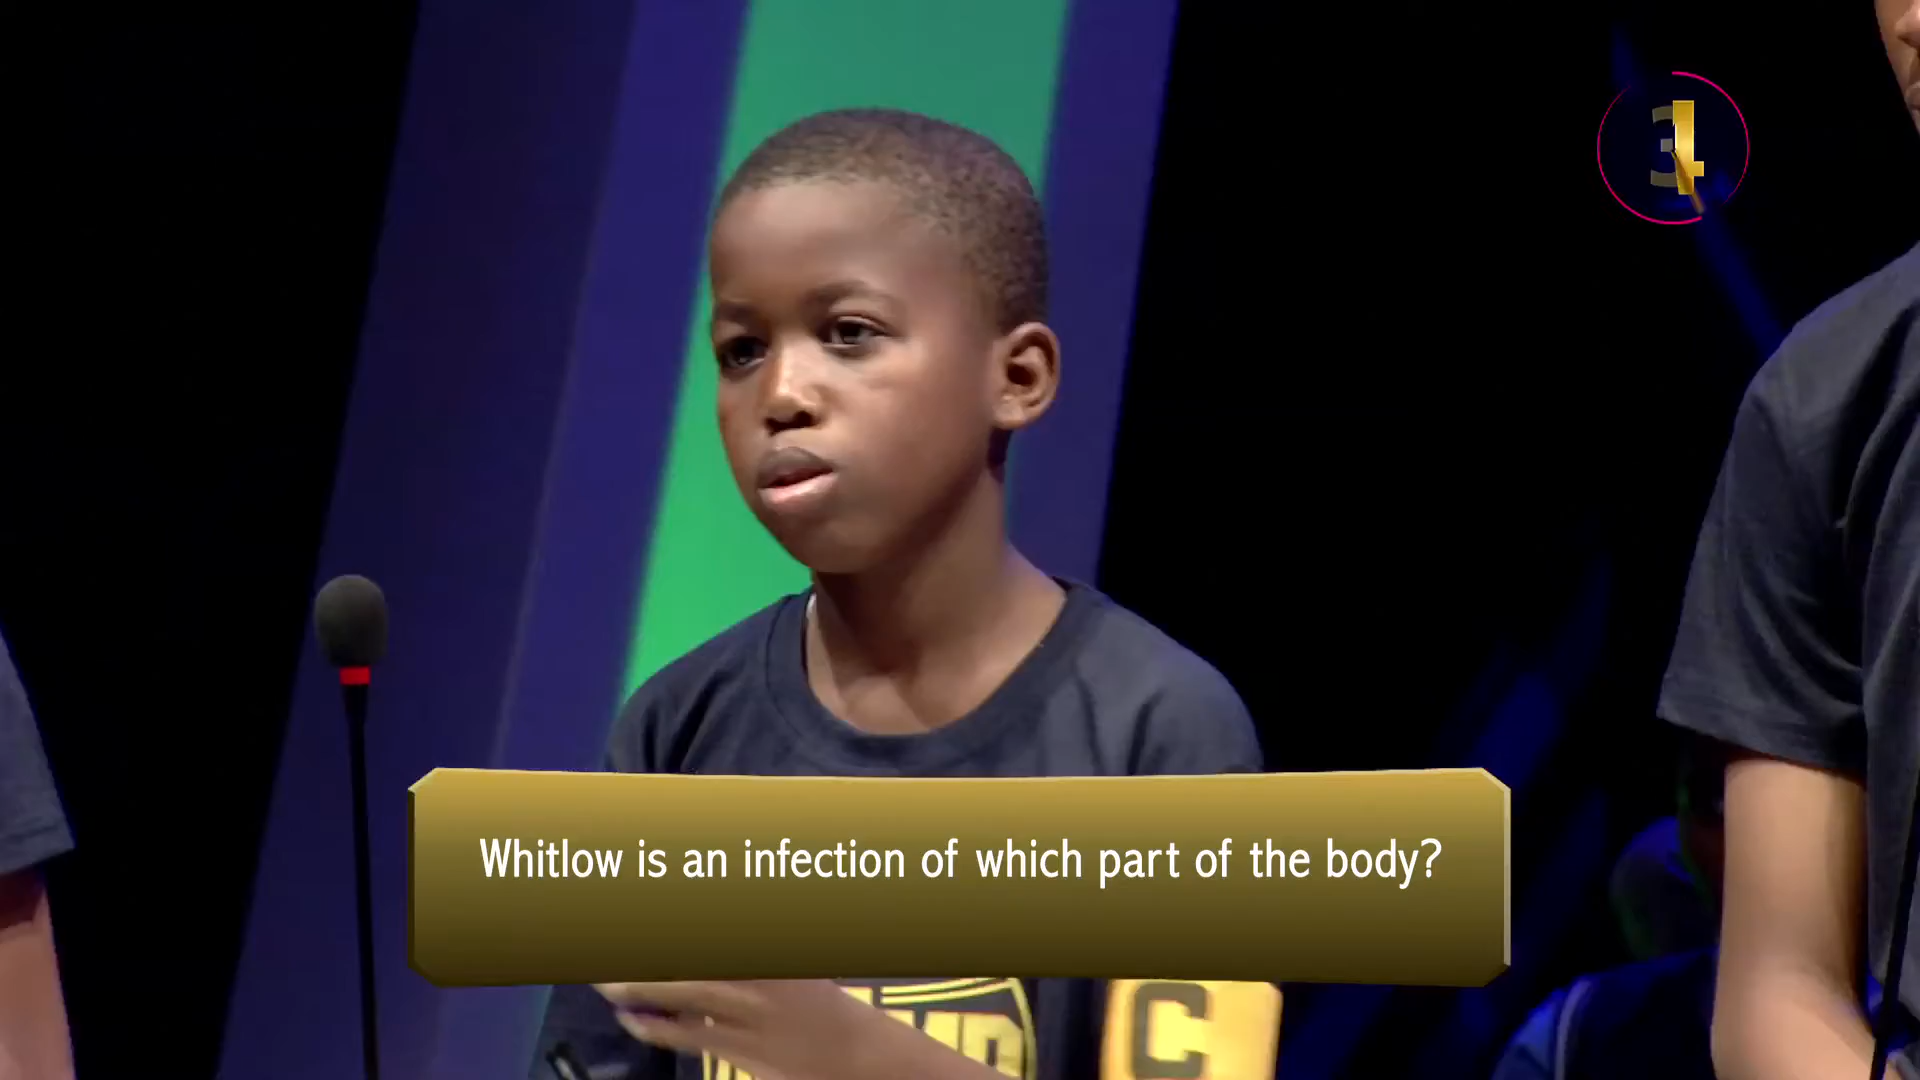 Whitlow is an infection of which part of the body?
C